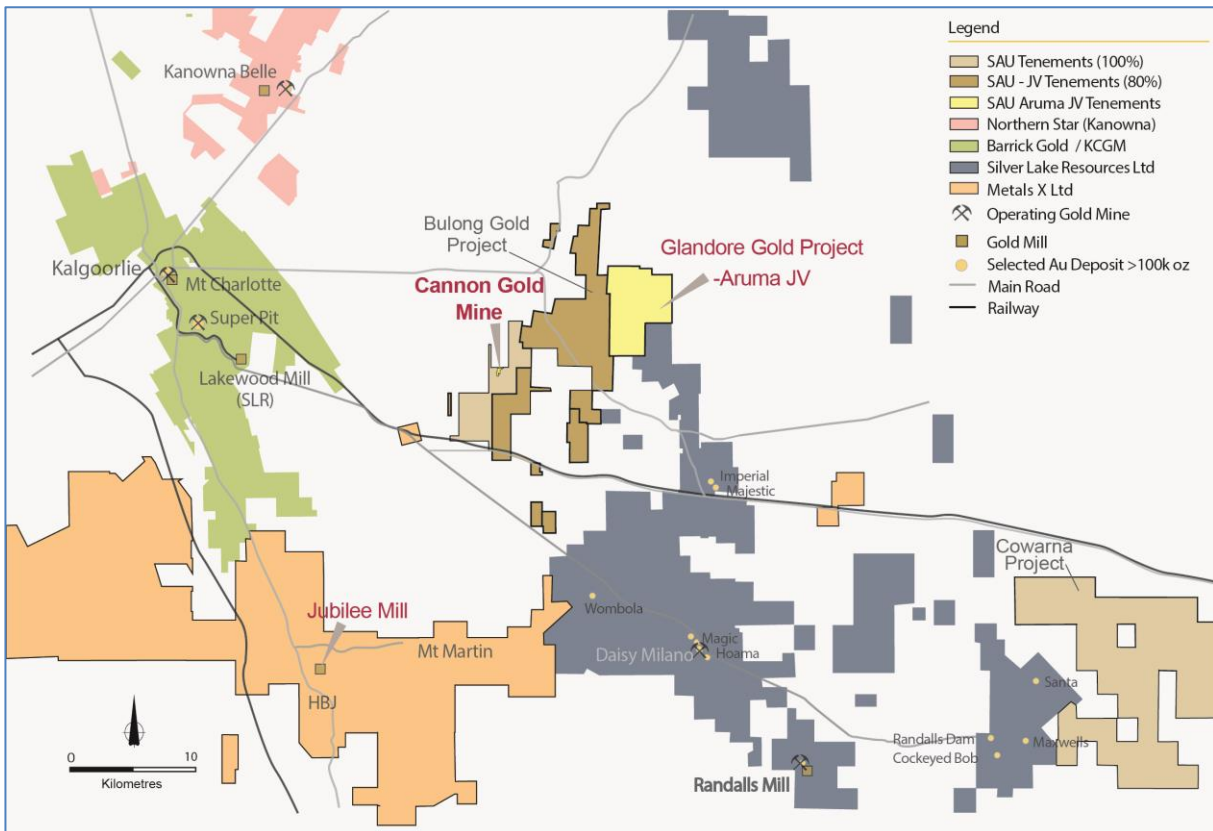 Legend
SAU Tenements (100%)
SAU - JV Tenements (80%)
SAU Aruma JV Tenements
Northern Star (Kanowna)
Barrick Gold / KCGM
Silver Lake Resources Ltd
Metals X Ltd
Operating Gold Mine
Gold Mill
Selected Au Deposit >100k oz
Main Road
Railway
Kanowna Belle
Bulong Gold
Project
Glandore Gold Project
-Aruma JV
Kalgoorlie
Mt Charlotte
Cannon Gold
Mine
Super Pit
Lakewood Mill
(SLR)
Imperial
Majestic
Cowarna
Project
Wombola
Jubilee Mill
Magic
Mt Martin
Daisy Milano
Hoama
HBJ
Santa
Randalls Dam
Maxwells
Cockeyed Bob
Randalls Mill
0 10
Kilometres